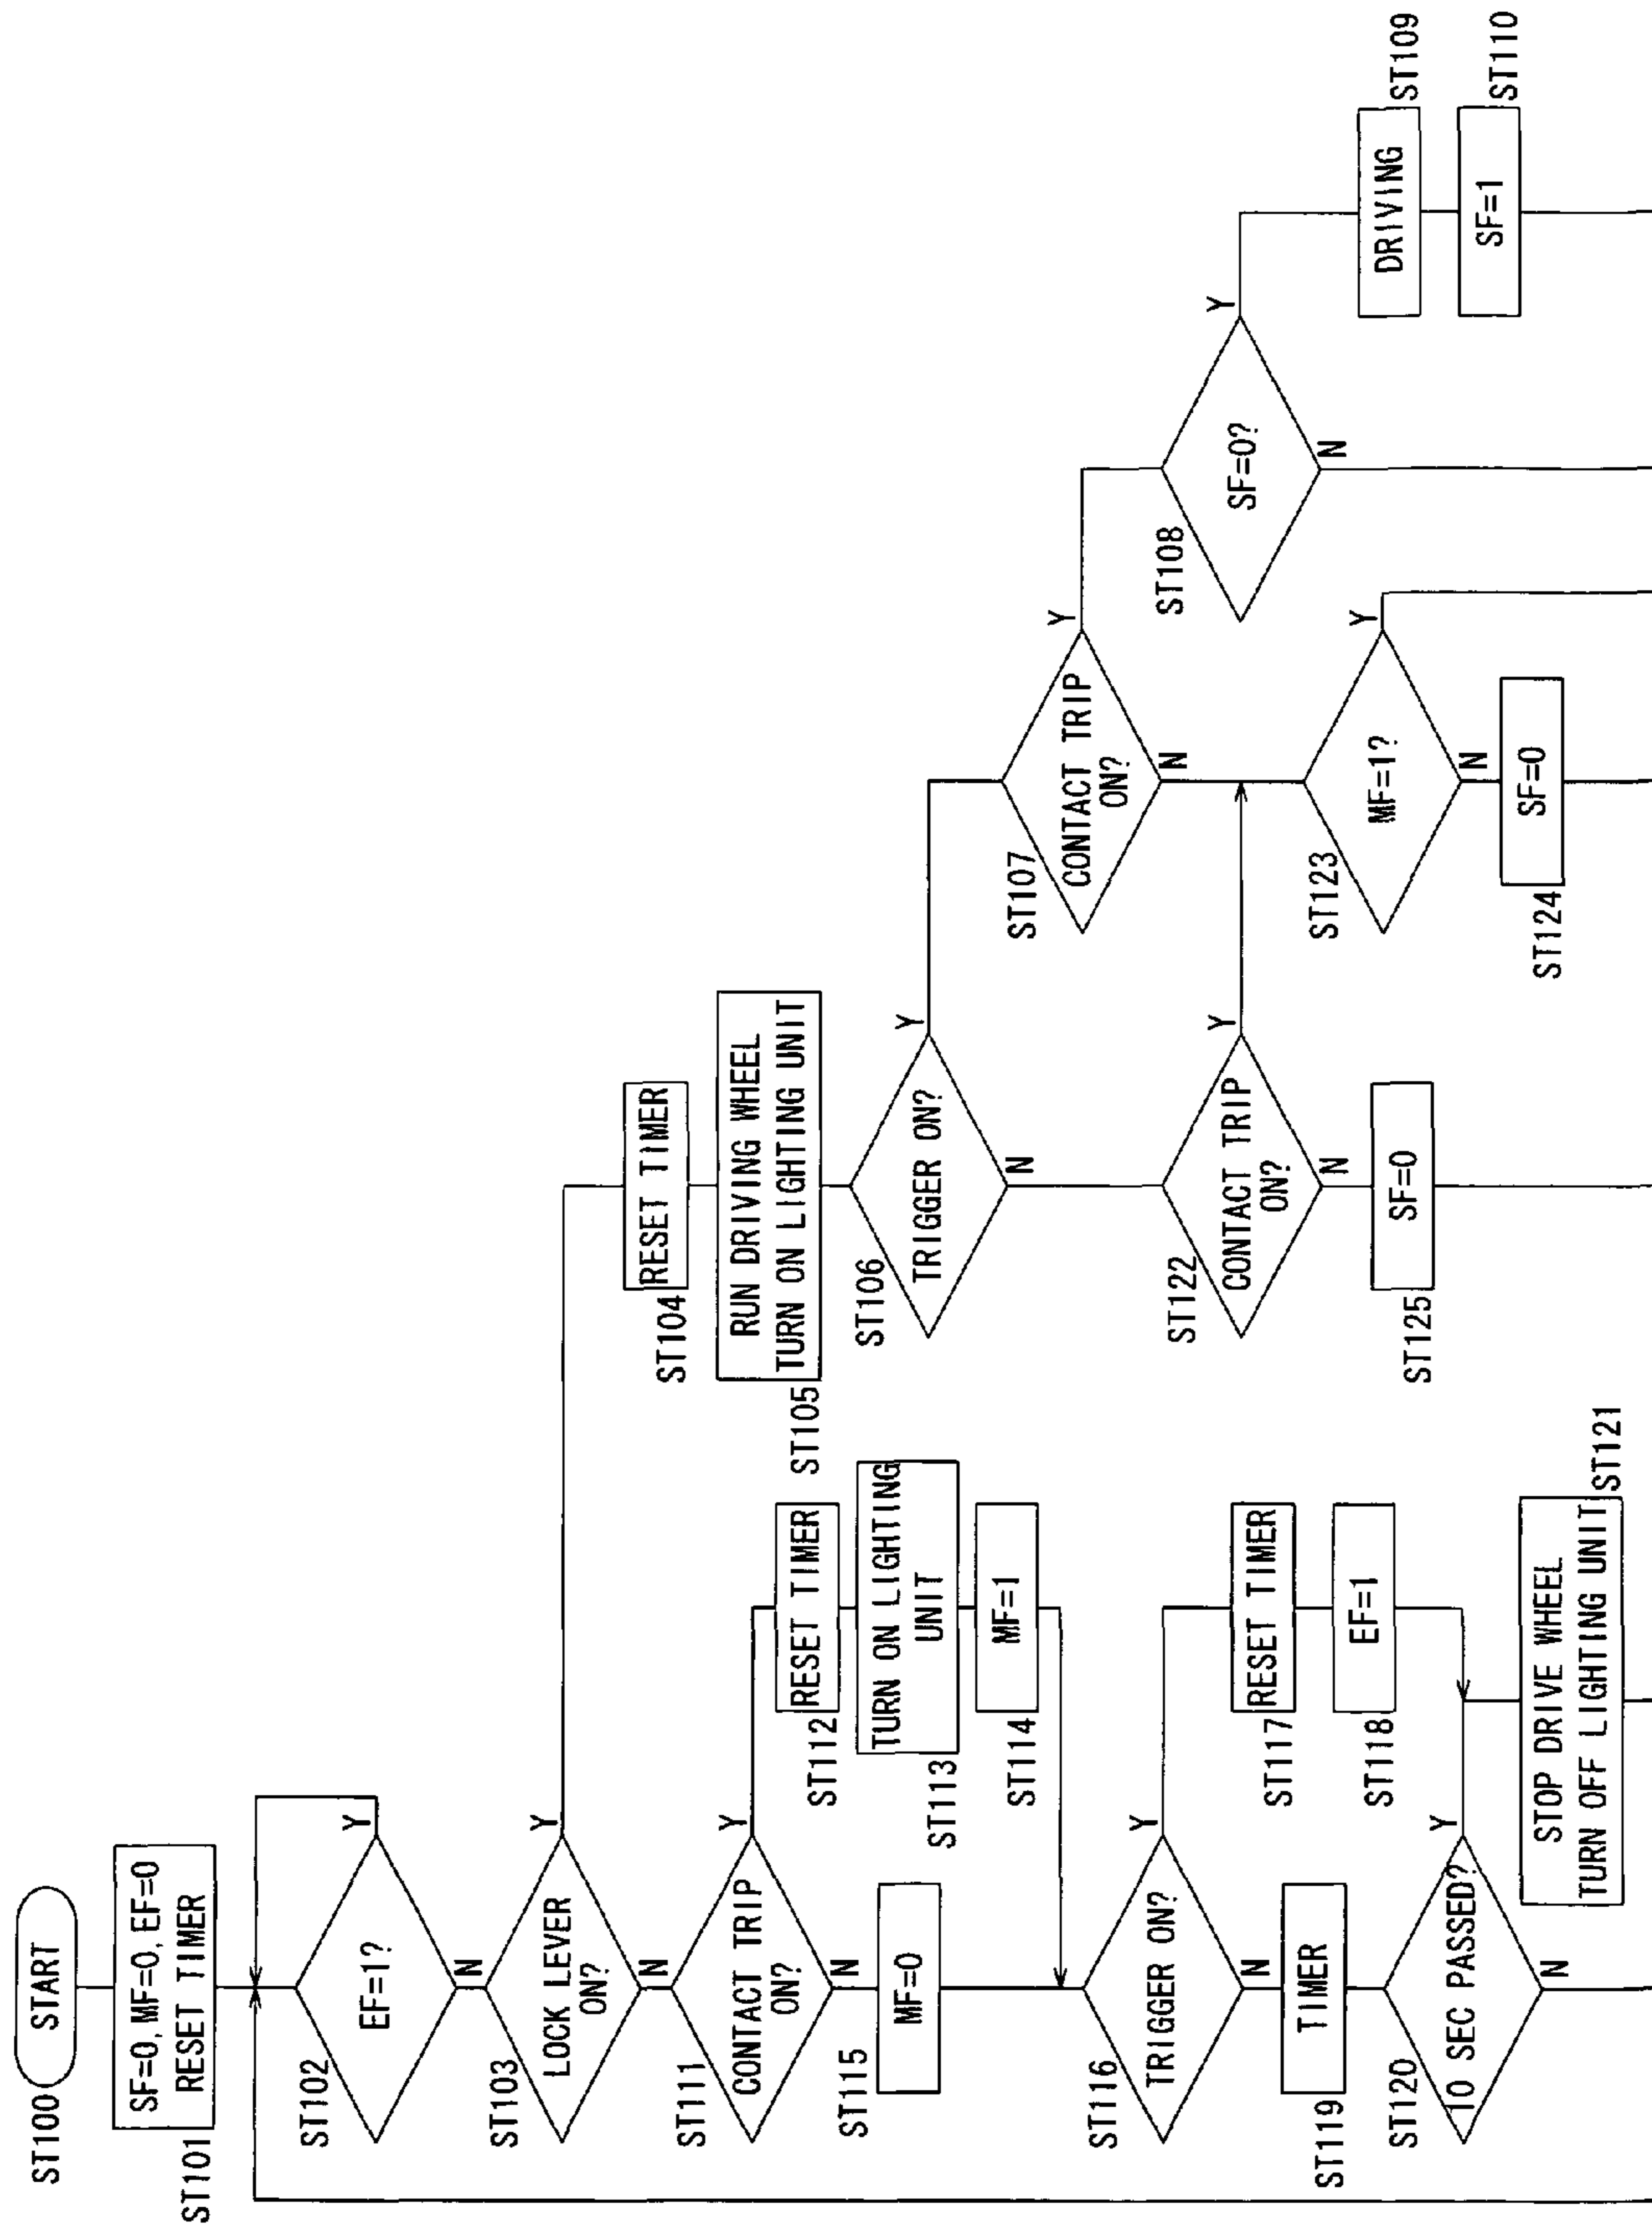 START
ST100
SF=0, MF=0, EF=0
RESET TIMER
ST101
EF=1?
Y
N
ST102
LOCK LEVER
ON?
Y
N
ST103
RESET TIMER
ST104
RUN DRIVING WHEEL
TURN ON LIGHTING UNIT
ST105
TRIGGER ON?
Y
N
ST106
CONTACT TRIP
ON?
Y
N
ST107
SF=0?
Y
N
ST108
DRIVING
ST109
SF=1
ST110
CONTACT TRIP
ON?
Y
N
ST111
RESET TIMER
ST112
TURN ON LIGHTING
UNIT
ST113
MF=1
ST114
MF=0
ST115
TRIGGER ON?
Y
N
ST116
RESET TIMER
ST117
EF=1
ST118
TIMER
ST119
10 SEC PASSED?
Y
N
ST120
STOP DRIVE WHEEL
TURN OFF LIGHTING UNIT
ST121
CONTACT TRIP
ON?
Y
N
ST122
MF=1?
Y
N
ST123
SF=0
ST124
SF=0
ST125